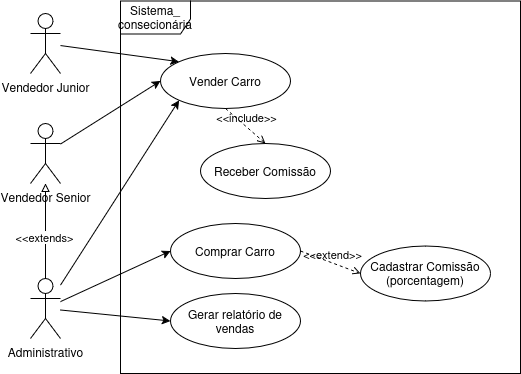 Sistema_
consecionária
Vendedor Junior
Vender Carro
<<include>>
Vendedor Senior
Receber Comissão
<<extends>>
Comprar Carro
<<extend>>
Cadastrar Comissão
(porcentagem)
Gerar relatório de
vendas
Administrativo